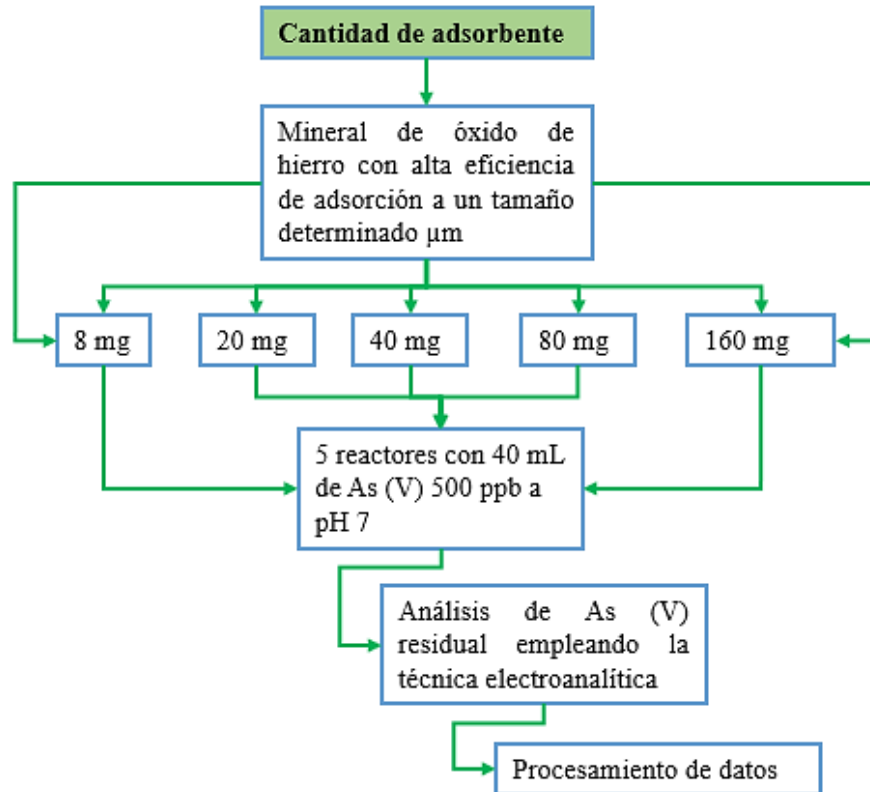 Cantidad de adsorbente
Mineral de óxido de
hierro con alta eficiencia
de adsorción a un tamaño
determinado µm
8 mg
20 mg
40 mg
80 mg
160 mg
5 reactores con 40 mL
de As (V) 500 ppb a
pH 7
Análisis de As (V)
residual empleando la
técnica electroanalítica
Procesamiento de datos